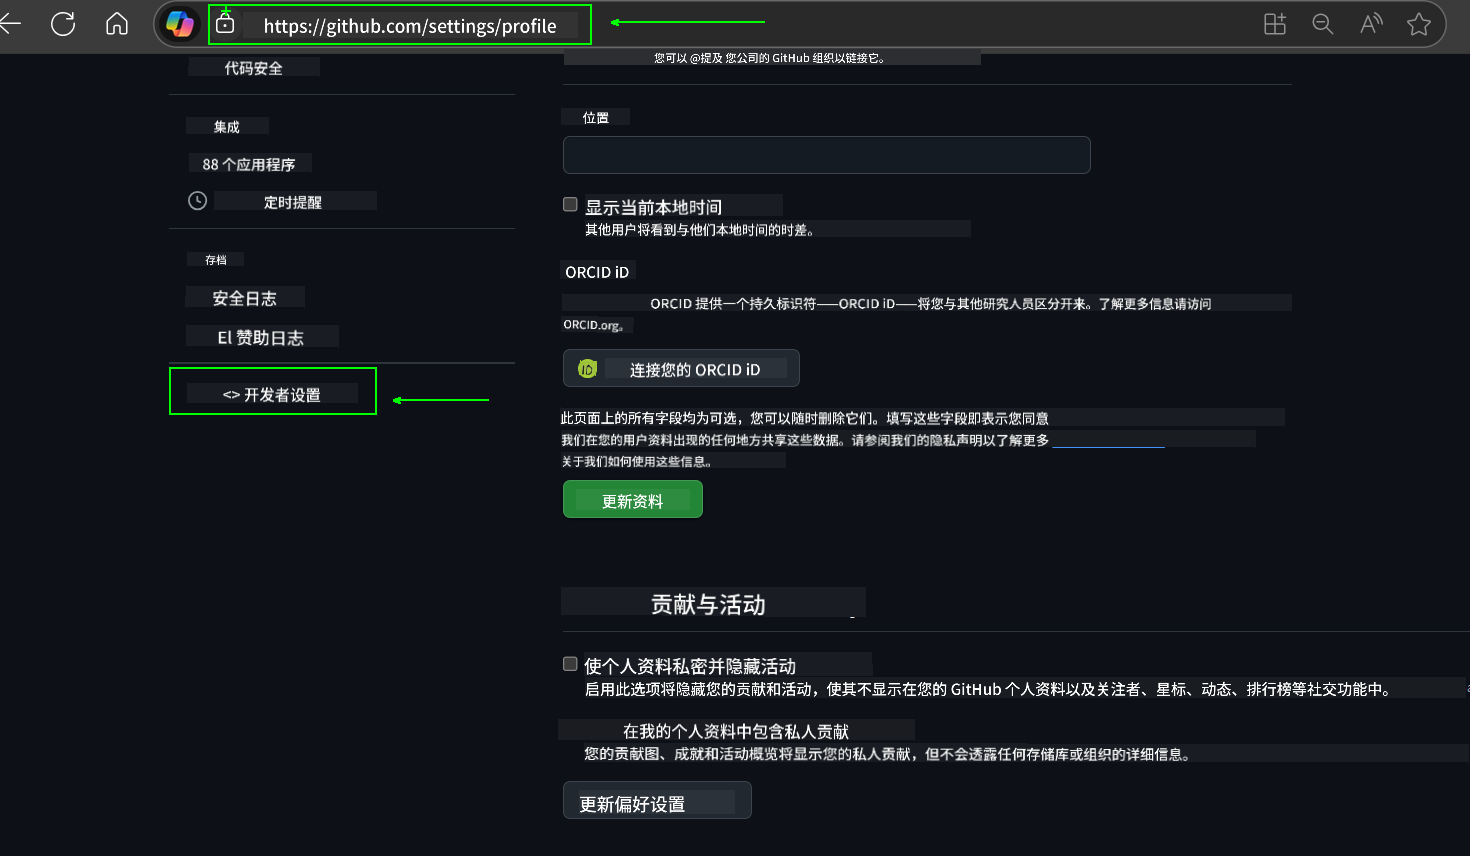 https://github.com/settings/profile
您可以 @提及 您公司的 GitHub 组织以链接它。
代码安全
集成
88 个应用程序
定时提醒
存档
安全日志
El 赞助日志
<> 开发者设置
位置
显示当前本地时间
其他用户将看到与他们本地时间的时差。
ORCID iD
ORCID 提供一个持久标识符——ORCID iD——将您与其他研究人员区分开来。了解更多信息请访问
ORCID.org。
iD 连接您的 ORCID iD
此页面上的所有字段均为可选，您可以随时删除它们。填写这些字段即表示您同意
我们在您的用户资料出现的任何地方共享这些数据。请参阅我们的隐私声明以了解更多
关于我们如何使用这些信息。
更新资料
贡献与活动
使个人资料私密并隐藏活动
启用此选项将隐藏您的贡献和活动，使其不显示在您的 GitHub 个人资料以及关注者、星标、动态、排行榜等社交功能中。
在我的个人资料中包含私人贡献
您的贡献图、成就和活动概览将显示您的私人贡献，但不会透露任何存储库或组织的详细信息。
更新偏好设置